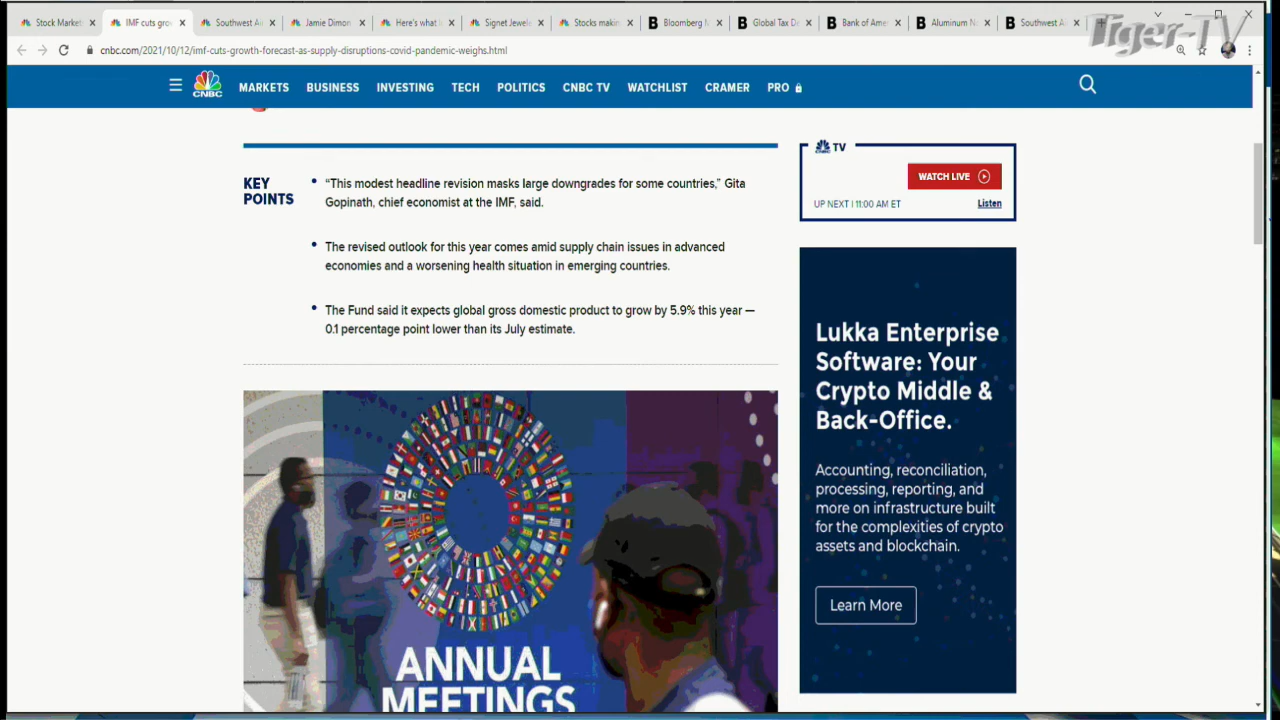 Stock Market
IMF cuts gro
Southwest Ai
Jamie Dimon
Here's what
Signet Jewele
Stocks makin
Bloomberg
Global Tax De
Bank of Ame
Aluminum N
Southwest Ai
Tiger-TV
cnbc.com/2021/10/12/imf-cuts-growth-forecast-as-supply-disruptions-covid-pandemic-weighs.html
CNBC
MARKETS BUSINESS INVESTING TECH POLITICS CNBC TV WATCHLIST CRAMER PRO
KEY
POINTS
• “This modest headline revision masks large downgrades for some countries,” Gita
Gopinath, chief economist at the IMF, said.
• The revised outlook for this year comes amid supply chain issues in advanced
economies and a worsening health situation in emerging countries.
• The Fund said it expects global gross domestic product to grow by 5.9% this year —
0.1 percentage point lower than its July estimate.
CNBC TV
WATCH LIVE
UP NEXT | 11:00 AM ET
Listen
Lukka Enterprise
Software: Your
Crypto Middle &
Back-Office.
Accounting, reconciliation,
processing, reporting, and
more on infrastructure built
for the complexities of crypto
assets and blockchain.
Learn More
ANNUAL
MEETINGS